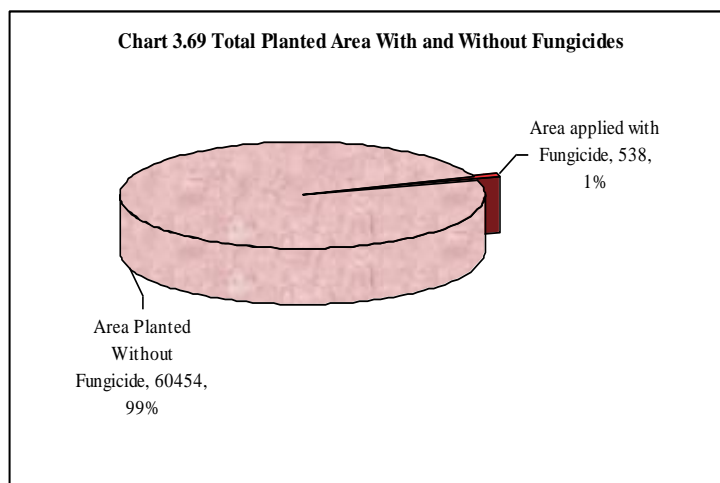 Chart 3.69 Total Planted Area With and Without Fungicides
Area applied with
Fungicide, 538,
1%
Area Planted
Without
Fungicide, 60454,
99%